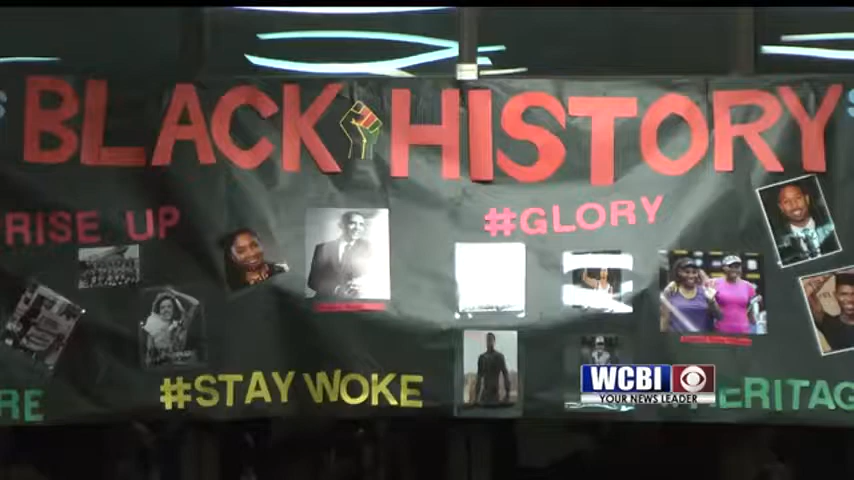 BLACK HISTORY
RISE UP
#GLORY
#STAY WOKE
WCBI
YOUR NEWS LEADER